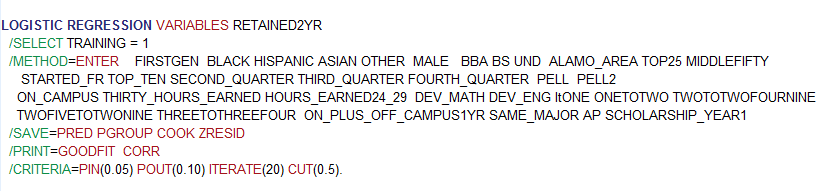 LOGISTIC REGRESSION VARIABLES RETAINED2YR
/SELECT TRAINING = 1
/METHOD=ENTER FIRSTGEN BLACK HISPANIC ASIAN OTHER MALE BBA BS UND ALAMO_AREA TOP25 MIDDLEFIFTY
STARTED_FR TOP_TEN SECOND_QUARTER THIRD_QUARTER FOURTH_QUARTER PELL PELL2
ON_CAMPUS THIRTY_HOURS_EARNED HOURS_EARNED24_29 DEV_MATH DEV_ENG ltONE ONETOTWO TWOTOTWOFOURNINE
TWOFIVETOTWONINE THREETOTHREEFOUR ON_PLUS_OFF_CAMPUS1YR SAME_MAJOR AP SCHOLARSHIP_YEAR1
/SAVE=PRED PGROUP COOK ZRESID
/PRINT=GOODFIT CORR
/CRITERIA=PIN(0.05) POUT(0.10) ITERATE(20) CUT(0.5).